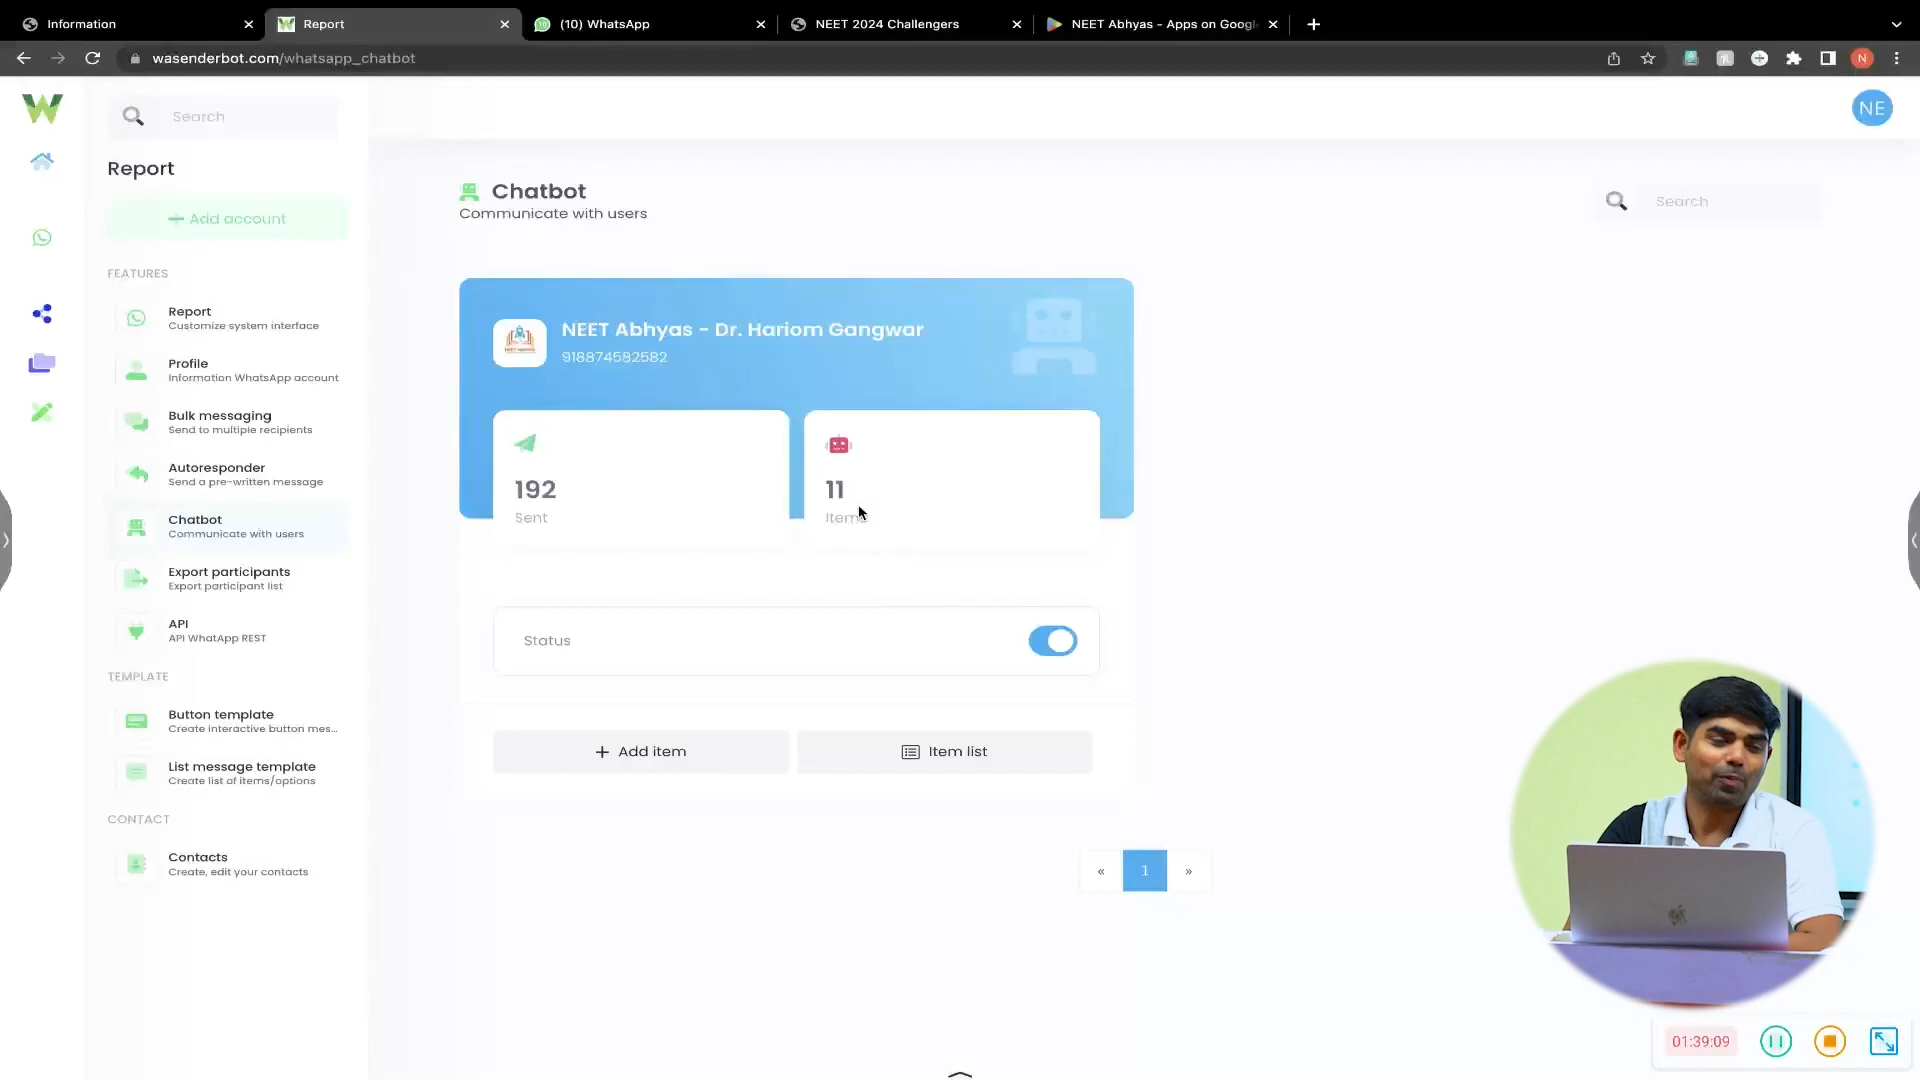 Information
Report
(10) WhatsApp
NEET 2024 Challengers
NEET Abhyas - Apps on Googl
wasenderbot.com/whatsapp_chatbot
N
Search
NE
Report
+ Add account
FEATURES
Report
Customize system interface
Profile
Information WhatsApp account
Bulk messaging
Send to multiple recipients
Autoresponder
Send a pre-written message
Chatbot
Communicate with users
Export participants
Export participant list
API
API WhatApp REST
TEMPLATE
Button template
Create interactive button mes...
List message template
Create list of items/options
CONTACT
Contacts
Create, edit your contacts
Chatbot
Communicate with users
Search
NEET Abhyas - Dr. Hariom Gangwar
918874582582
192
Sent
11
Items
Status
+ Add item
Item list
« 1 »
01:39:09